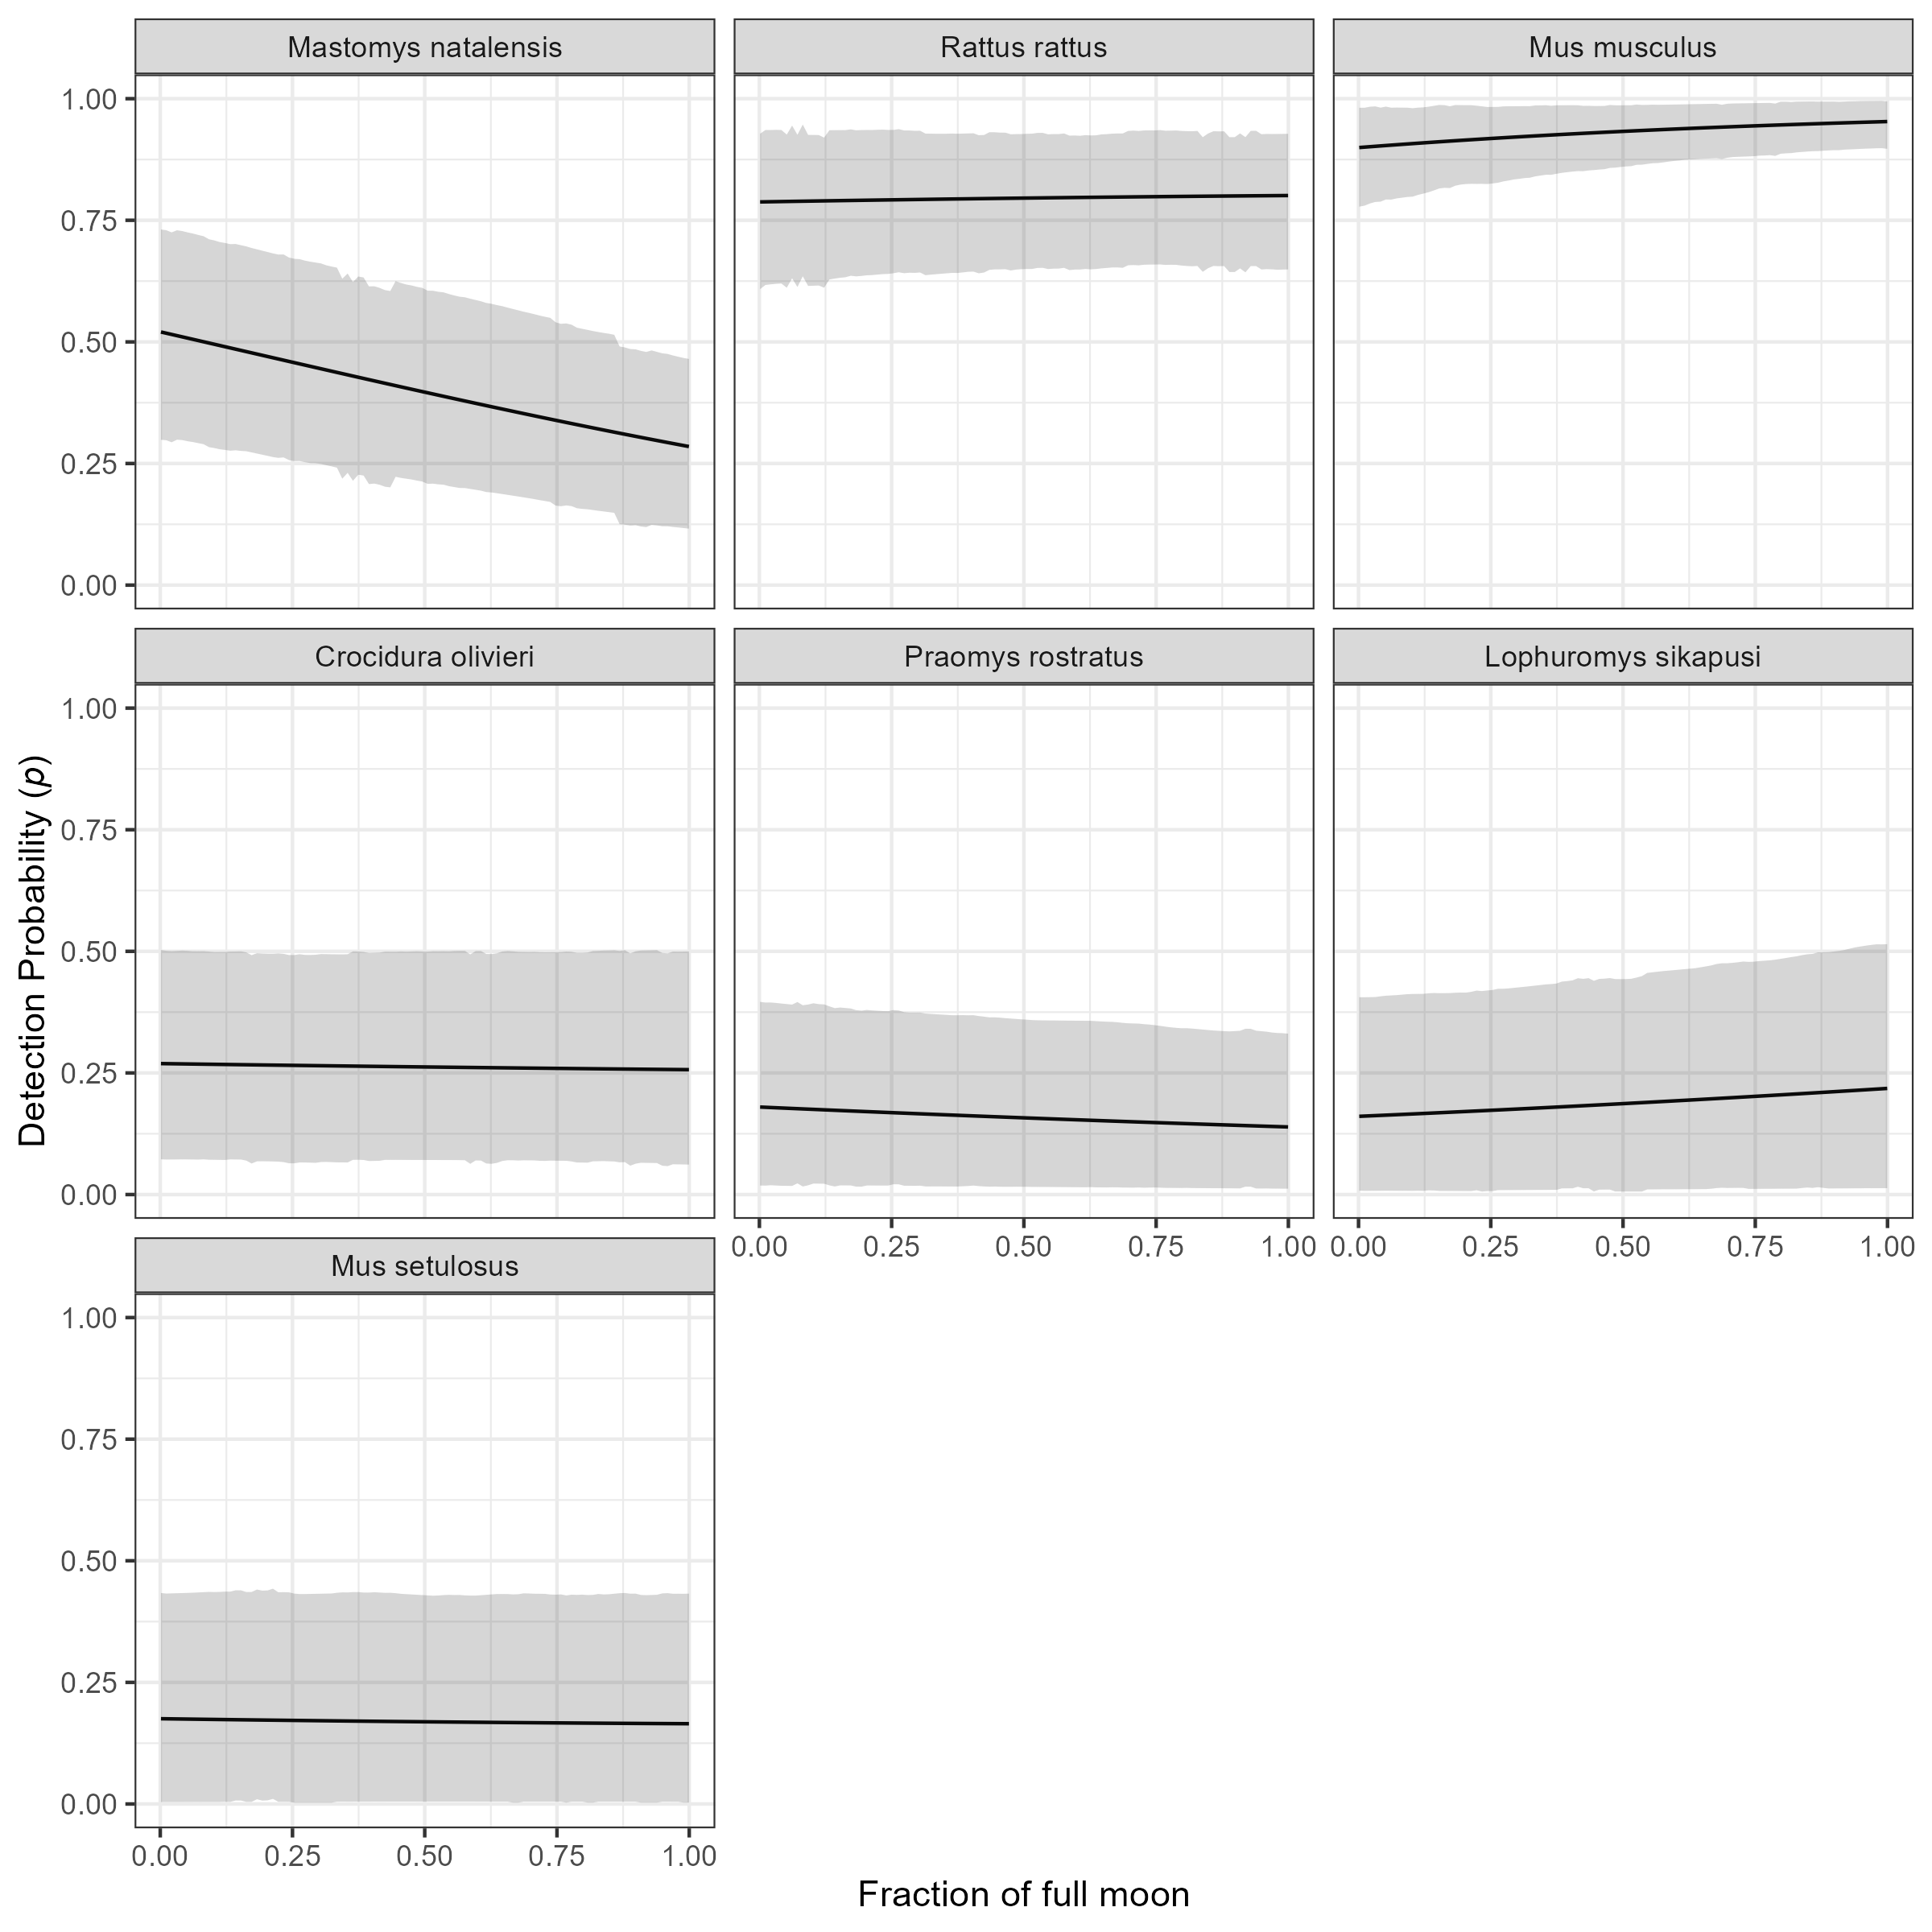 Mastomys natalensis
Rattus rattus
Mus musculus
1.00
0.75
0.50
0.25
0.00
Crocidura olivieri
Praomys rostratus
Lophuromys sikapusi
Detection Probability (p)
1.00
0.75
0.50
0.25
0.00
0.00 0.25 0.50 0.75 1.00
0.00 0.25 0.50 0.75 1.00
Mus setulosus
1.00
0.75
0.50
0.25
0.00
0.00 0.25 0.50 0.75 1.00
Fraction of full moon